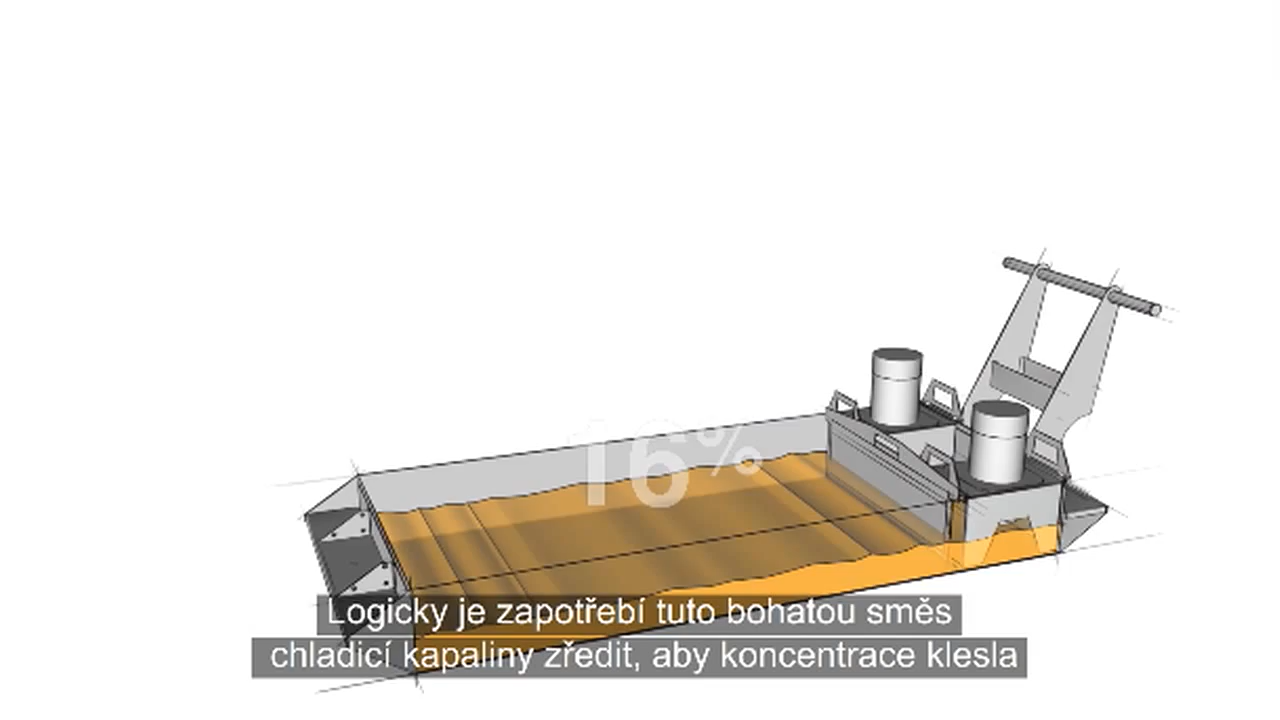 16%
Logicky je zapotřebí tuto bohatou směs
chladicí kapaliny zředit, aby koncentrace klesla